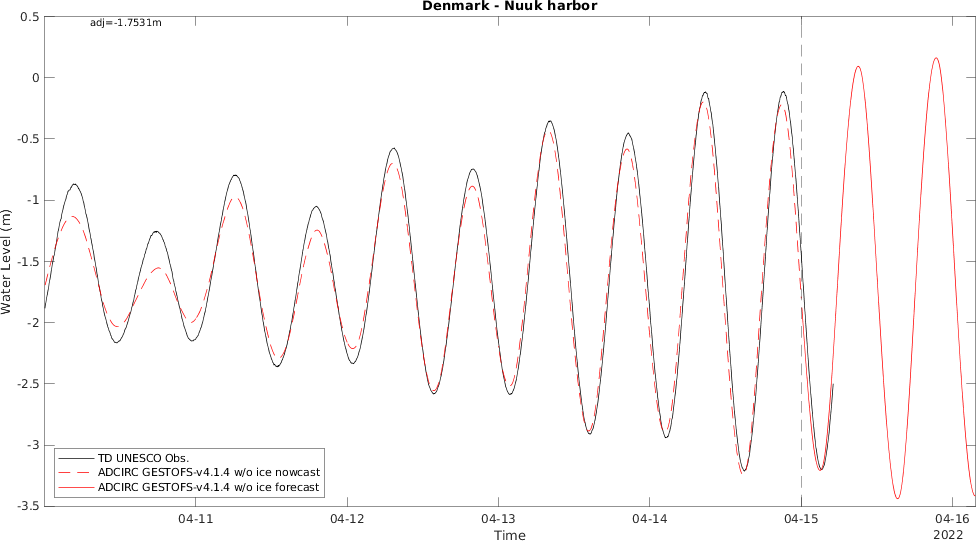 Denmark - Nuuk harbor
adj=-1.7531m
0.5
0
-0.5
-1
-1.5
-2
-2.5
-3
-3.5
Water Level (m)
TD UNESCO Obs.
ADCIRC GESTOFS-v4.1.4 w/o ice nowcast
ADCIRC GESTOFS-v4.1.4 w/o ice forecast
04-11 04-12 04-13 04-14 04-15 04-16
Time
2022